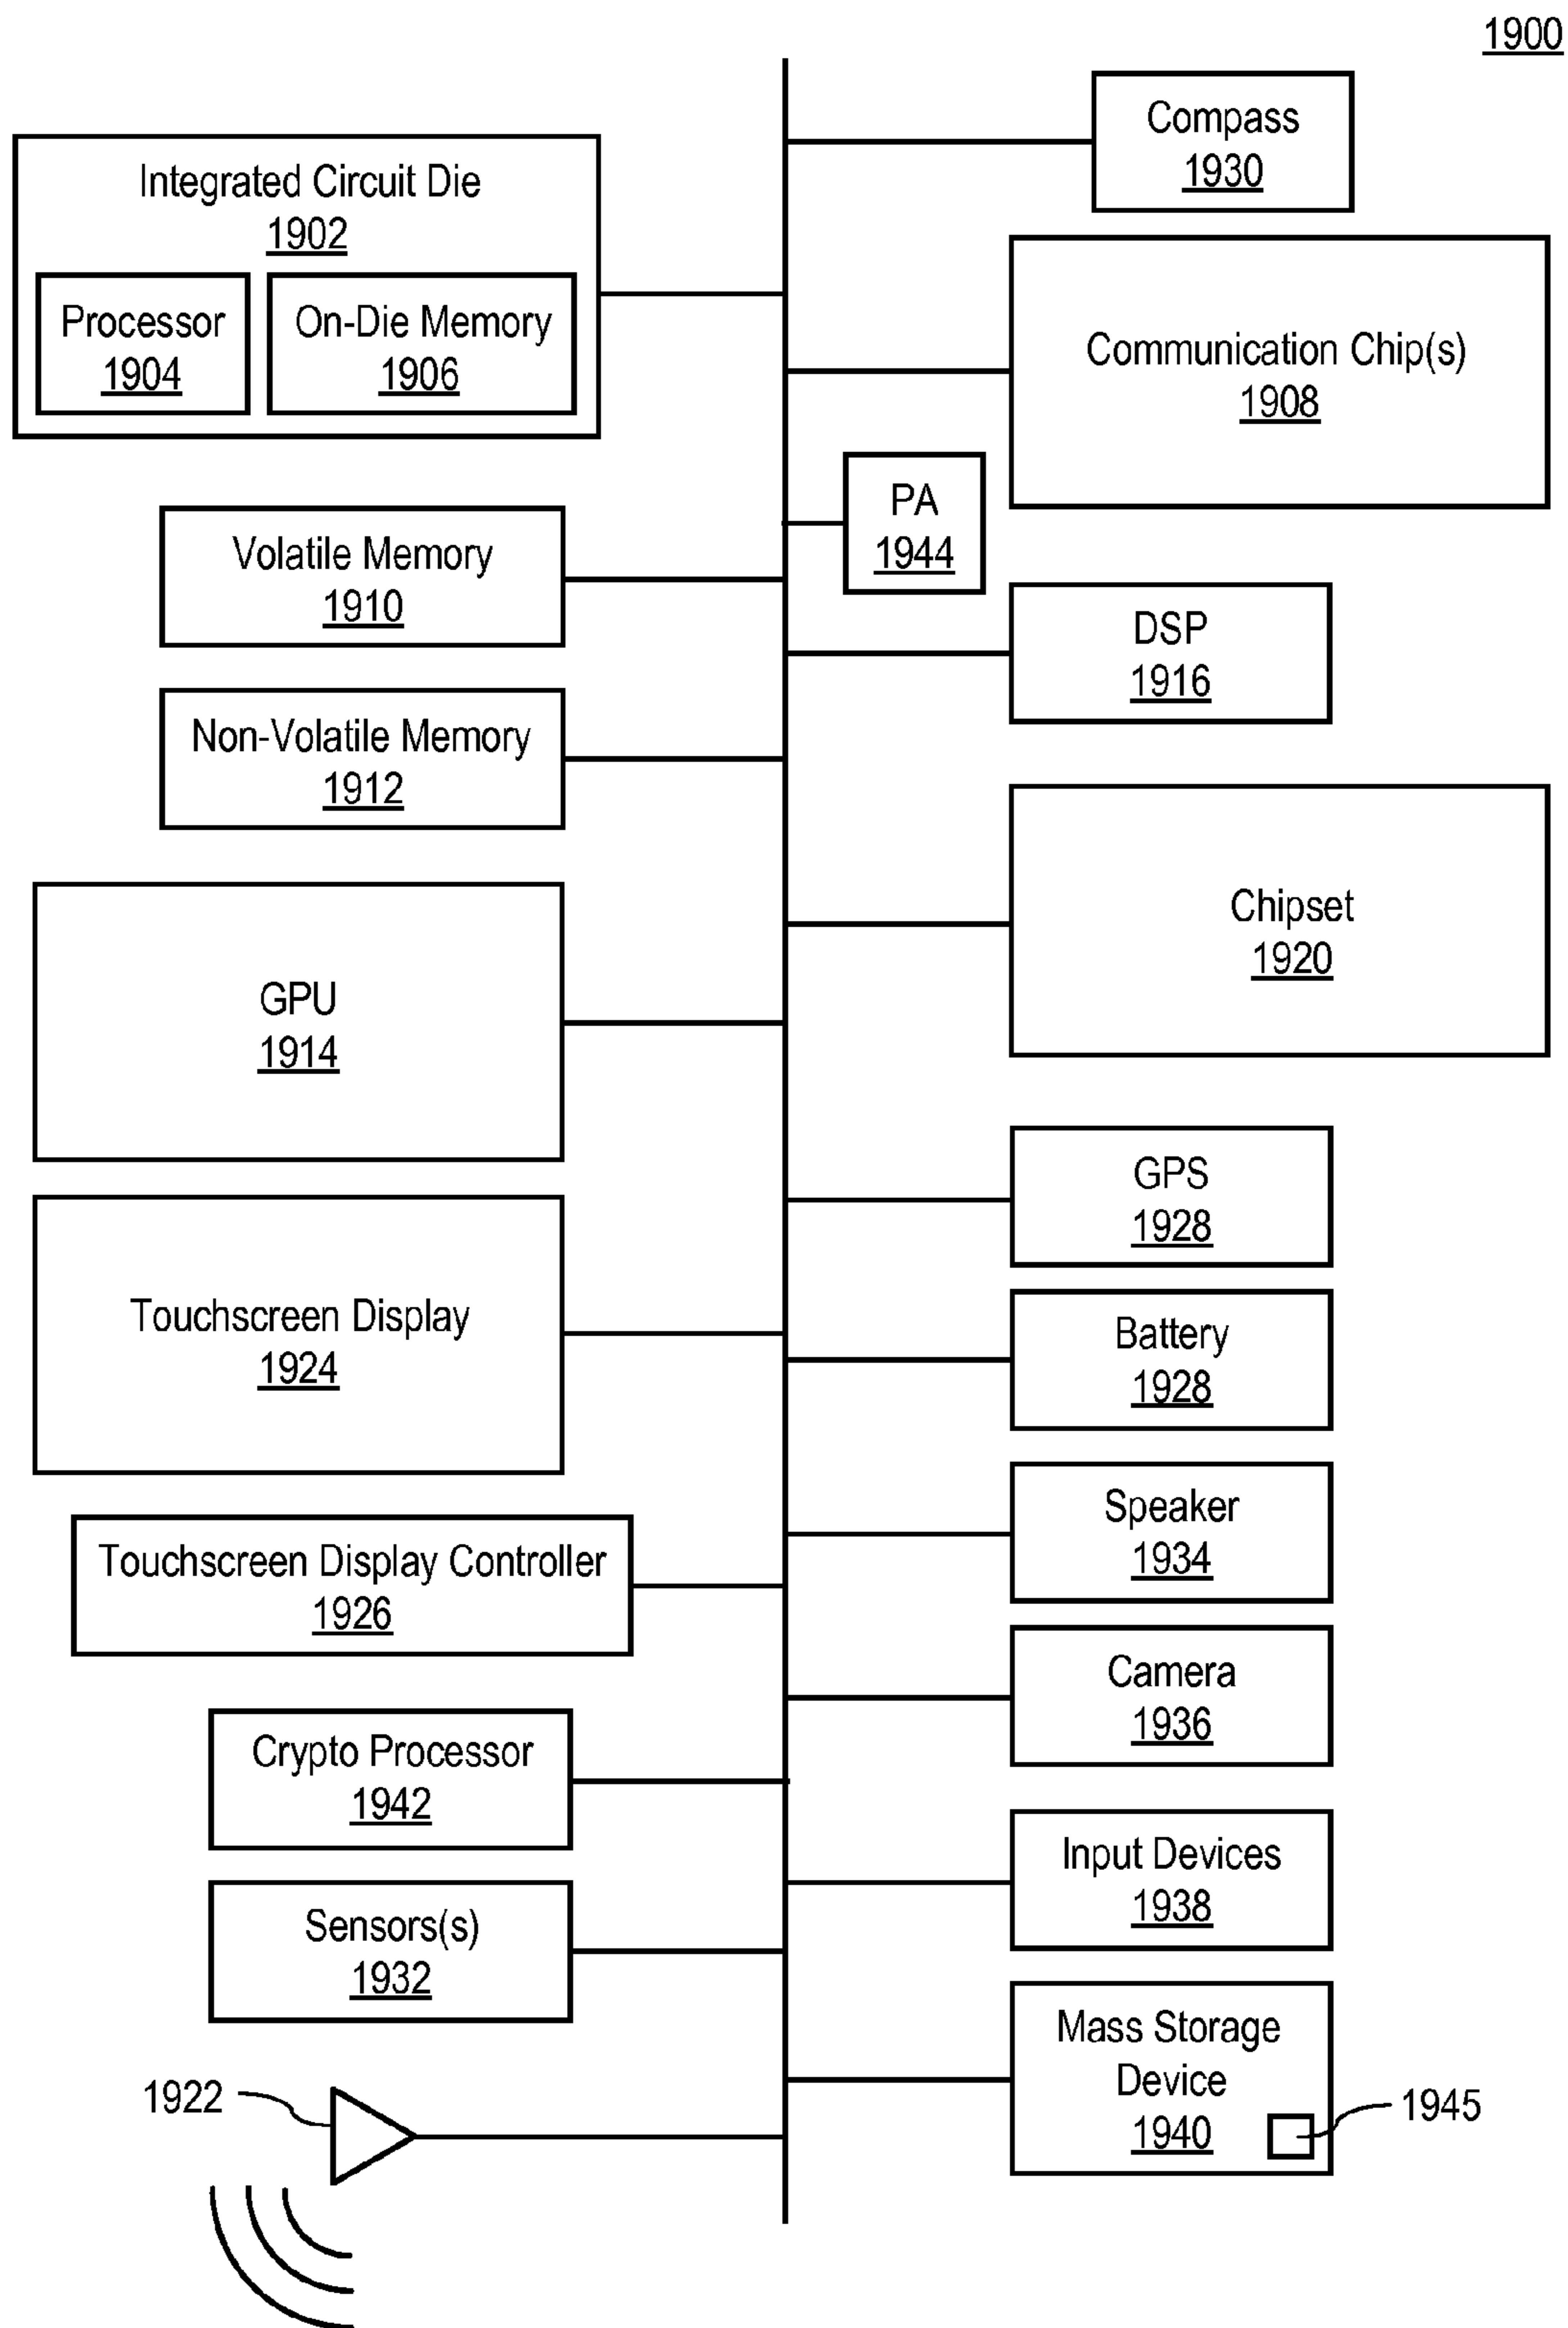 1900
Compass
1930
Integrated Circuit Die
1902
Processor
1904
On-Die Memory
1906
Communication Chip(s)
1908
PA
1944
Volatile Memory
1910
DSP
1916
Non-Volatile Memory
1912
Chipset
1920
GPU
1914
GPS
1928
Touchscreen Display
1924
Battery
1928
Speaker
1934
Touchscreen Display Controller
1926
Camera
1936
Crypto Processor
1942
Input Devices
1938
Sensors(s)
1932
Mass Storage
Device
1940
1945
1922